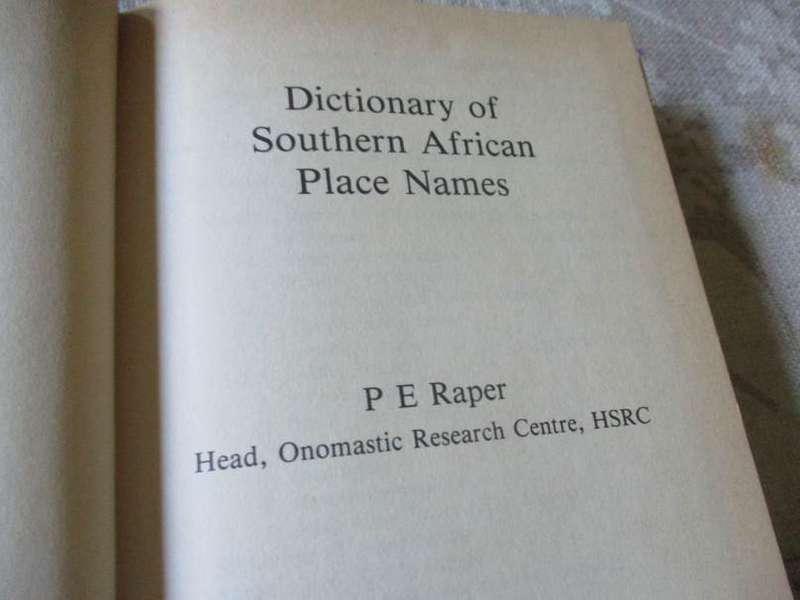 Dictionary of
Southern African
Place Names
P E Raper
Head, Onomastic Research Centre, HSRC